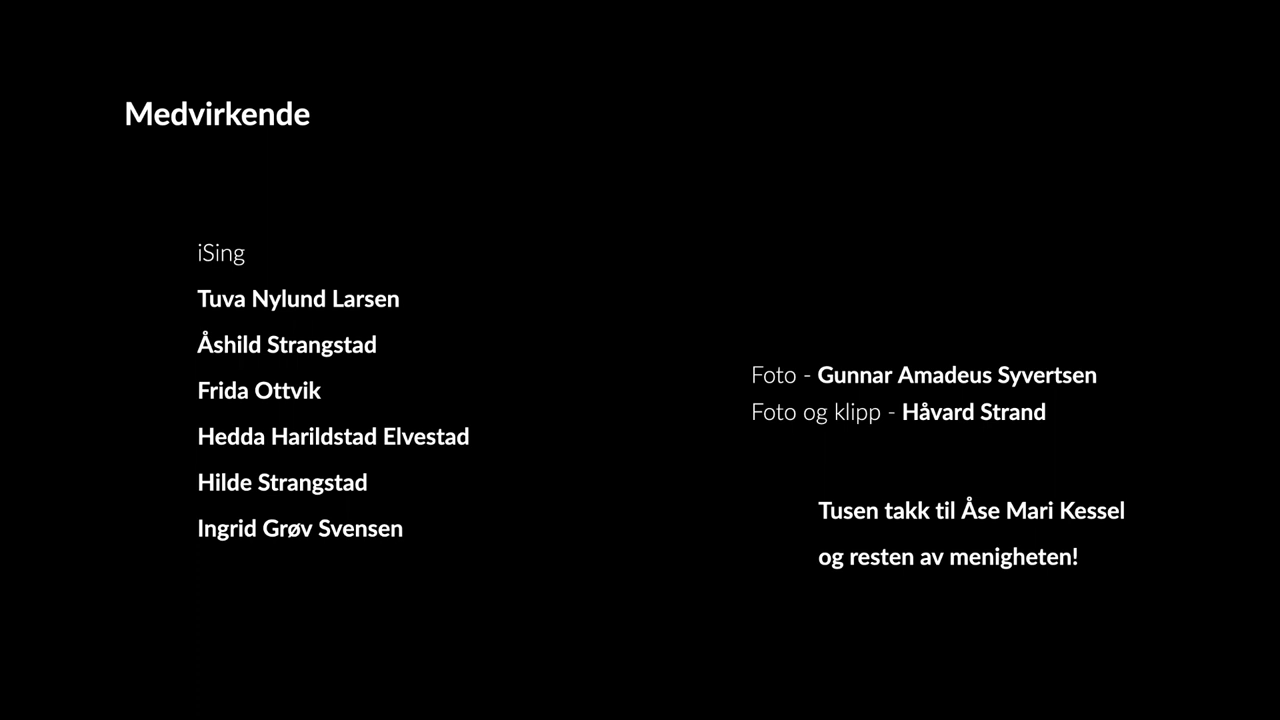 Medvirkende
iSing
Tuva Nylund Larsen
Åshild Strangstad
Frida Ottvik
Hedda Harildstad Elvestad
Hilde Strangstad
Ingrid Grøv Svensen
Foto - Gunnar Amadeus Syvertsen
Foto og klipp - Håvard Strand
Tusen takk til Åse Mari Kessel
og resten av menigheten!